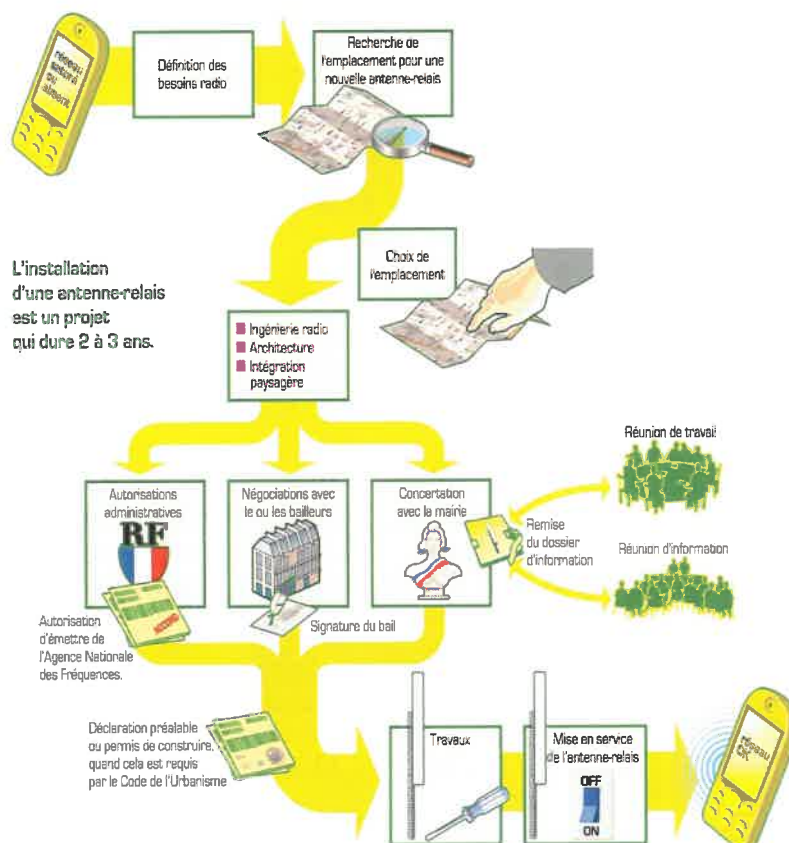 réseau
saturé
ou
absent
Définition des
besoins radio
Recherche de
l'emplacement pour une
nouvelle antenne-relais
Choix de
l'emplacement
L'installation
d'une antenne-relais
est un projet
qui dure 2 à 3 ans.
Ingénierie radio
Architecture
Intégration
paysagère
Réunion de travail
Autorisations
administratives
RF
Négociations avec
le ou les bailleurs
Concertation
avec la mairie
Remise
du dossier
d'information
Réunion d'information
ACCORD
Autorisation
d'émettre de
l'Agence Nationale
des Fréquences.
Signature du bail
Déclaration préalable
ou permis de construire,
quand cela est requis
par le Code de l'Urbanisme
Travaux
Mise en service
de l'antenne-relais
OFF
ON
réseau
OK